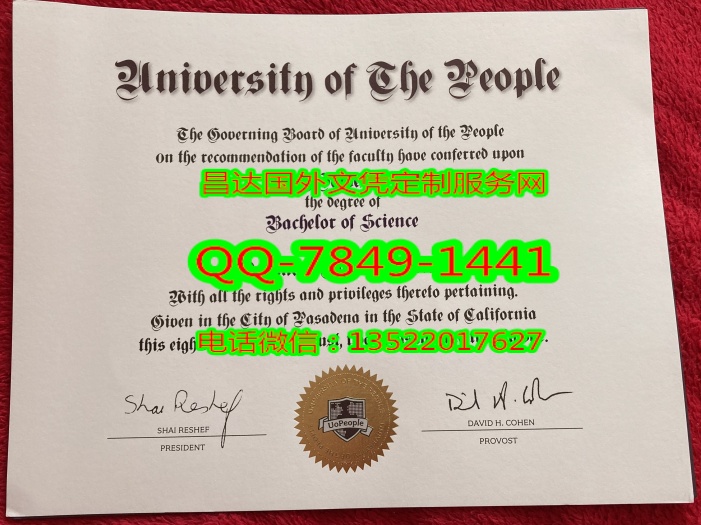 University of The People
The Governing Board of University of the People
on the recommendation of the faculty have conferred upon
昌达国外文凭定制服务网
the degree of
Bachelor of Science
QQ-7849-1441
With all the rights and privileges thereto pertaining.
Given in the City of Pasadena in the State of California
this
电话微信：13522017627
UoPeople
SHAI RESHEF
PRESIDENT
DAVID H. COHEN
PROVOST